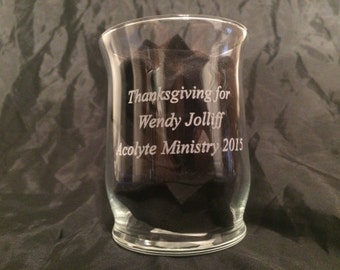 Thanksgiving for
Wendy Jolliff
Acolyte Ministry 2015